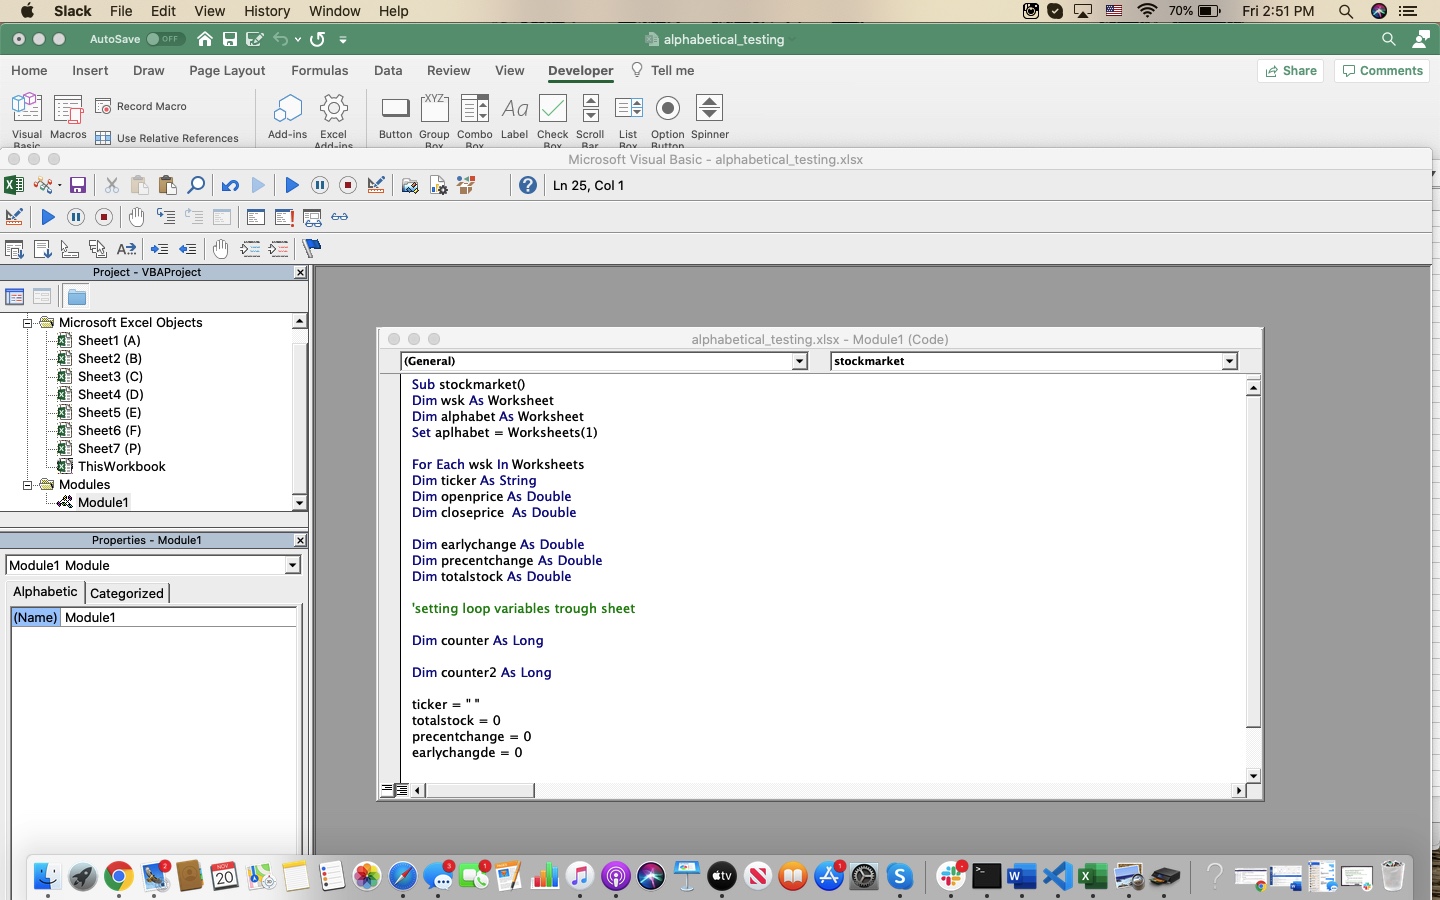 Slack File Edit View History Window Help 70% Fri 2:51 PM
AutoSave OFF alphabetical_testing
Home Insert Draw Page Layout Formulas Data Review View Developer Tell me Share Comments
Visual Basic Macros Record Macro Use Relative References Add-ins Excel Add-ins Button Group Box Combo Box Label Check Box Scroll Bar List Box Option Button Spinner
XYZ Aa
Microsoft Visual Basic - alphabetical_testing.xlsx
Ln 25, Col 1
Project - VBAProject
Microsoft Excel Objects
Sheet1 (A)
Sheet2 (B)
Sheet3 (C)
Sheet4 (D)
Sheet5 (E)
Sheet6 (F)
Sheet7 (P)
ThisWorkbook
Modules
Module1
Properties - Module1
Module1 Module
Alphabetic Categorized
(Name) Module1
alphabetical_testing.xlsx - Module1 (Code)
(General) stockmarket
Sub stockmarket()
Dim wsk As Worksheet
Dim alphabet As Worksheet
Set aplhabet = Worksheets(1)
For Each wsk In Worksheets
Dim ticker As String
Dim openprice As Double
Dim closeprice  As Double
Dim earlychange As Double
Dim precentchange As Double
Dim totalstock As Double
'setting loop variables trough sheet
Dim counter As Long
Dim counter2 As Long
ticker = " "
totalstock = 0
precentchange = 0
earlychangde = 0
NOV
20
tv